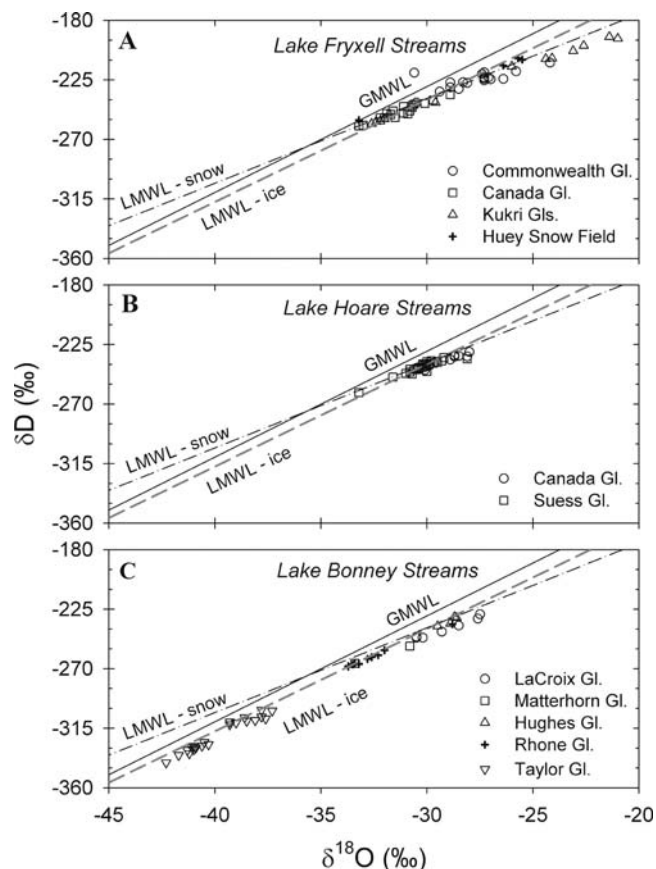 -180
A
Lake Fryxell Streams
-225
GMWL
-270
LMWL - snow
LMWL - ice
-315
-360
Commonwealth Gl.
Canada Gl.
Kukri Gls.
Huey Snow Field
-180
B
Lake Hoare Streams
-225
GMWL
δD (‰)
-270
LMWL - snow
LMWL - ice
-315
-360
Canada Gl.
Suess Gl.
-180
C
Lake Bonney Streams
-225
GMWL
-270
LMWL - snow
LMWL - ice
-315
-360
LaCroix Gl.
Matterhorn Gl.
Hughes Gl.
Rhone Gl.
Taylor Gl.
-45 -40 -35 -30 -25 -20
δ¹⁸O (‰)